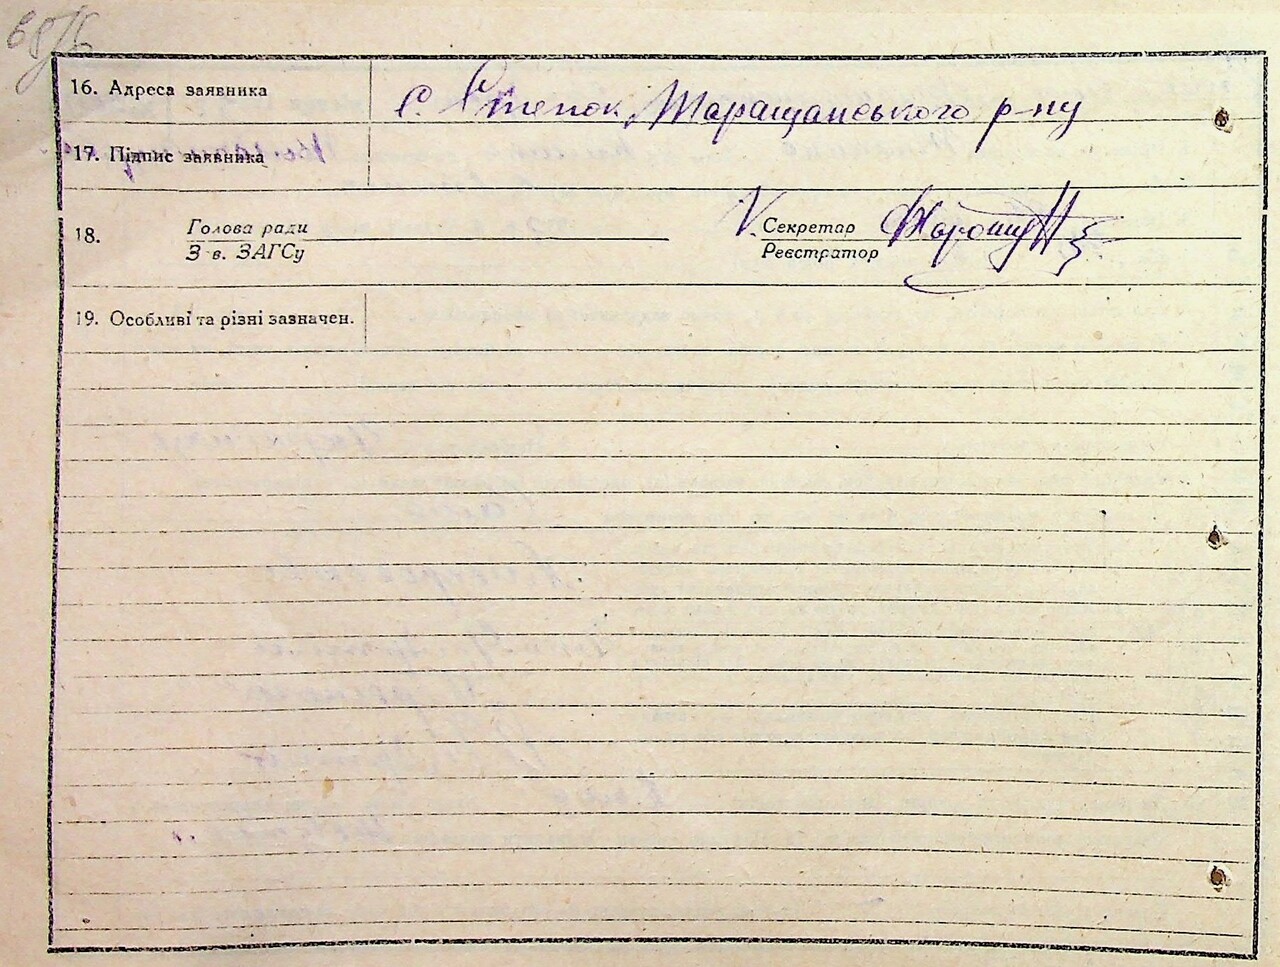 16. Адреса заявника с. Степок, Таращанського р-ну
17. Підпис заявника
18. Голова ради Секретар
З-в. ЗАГСу Реєстратор
19. Особливі та різні зазначен.